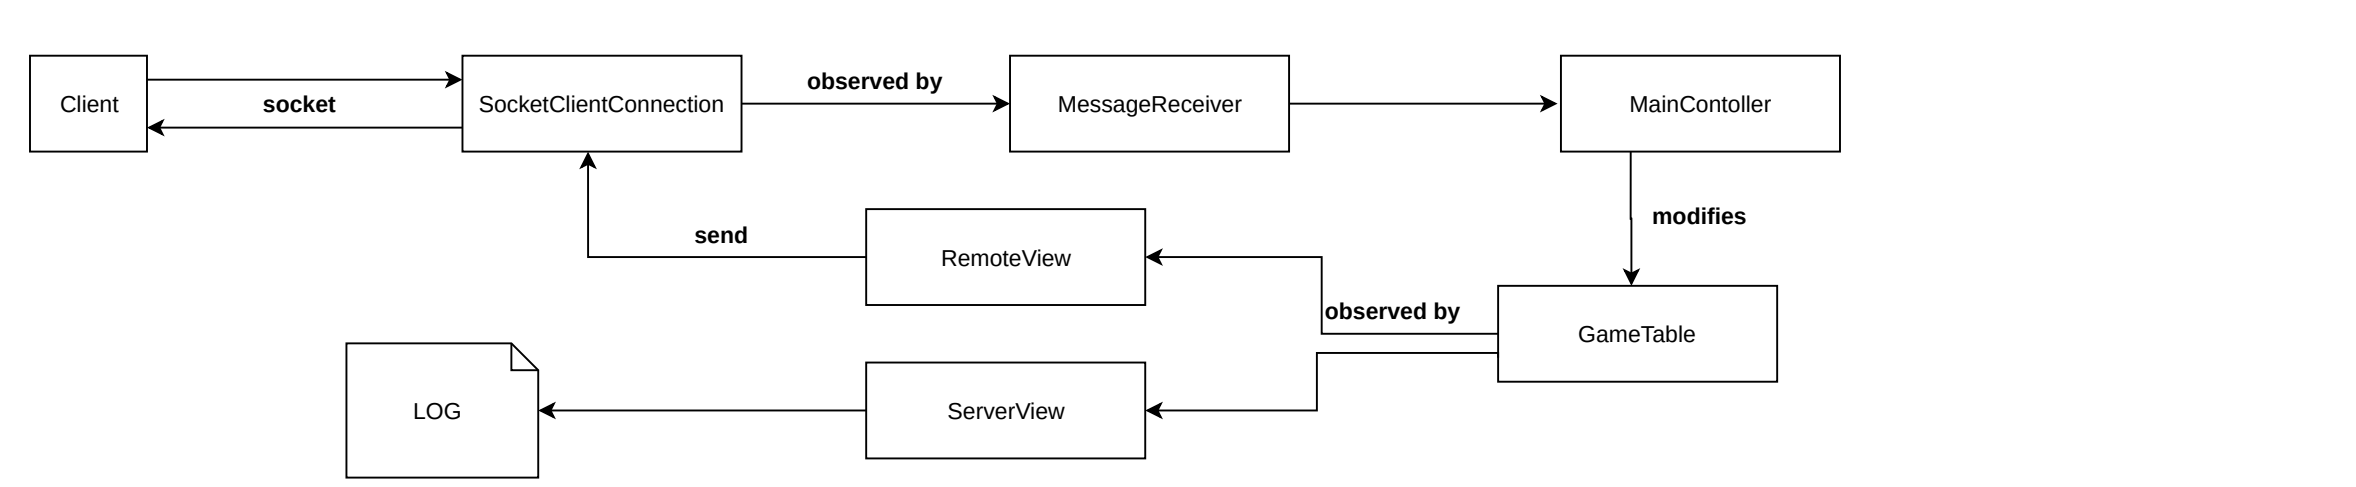 observed by
Client
socket
SocketClientConnection
MessageReceiver
MainContoller
modifies
send
RemoteView
observed by
GameTable
LOG
ServerView